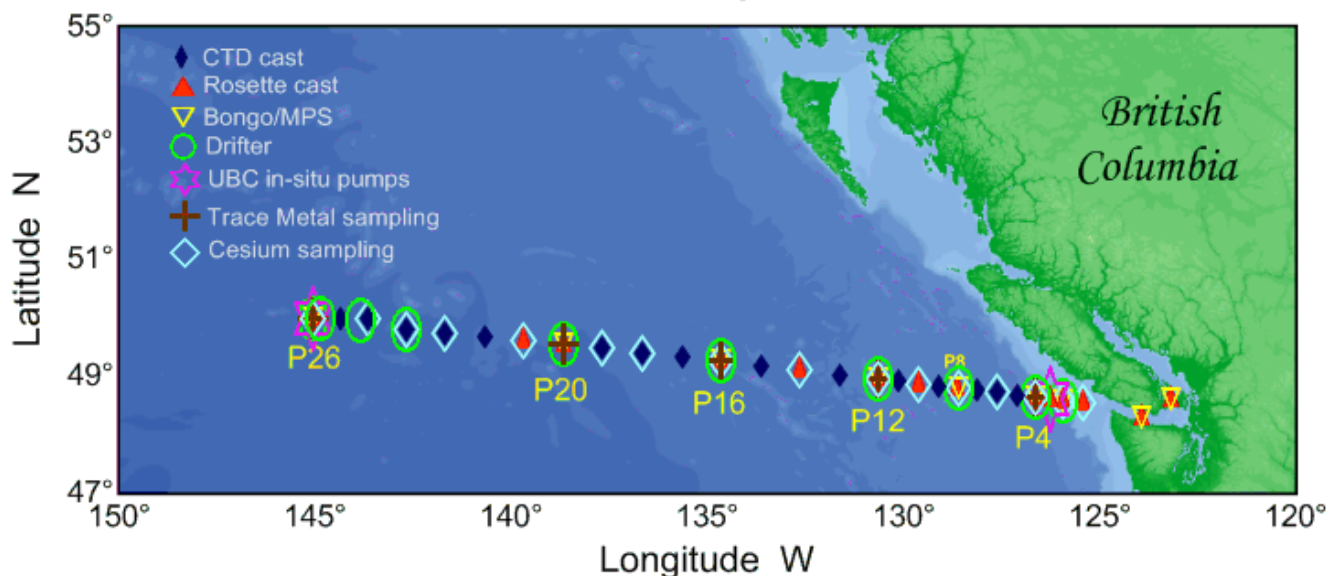 55°
53°
51°
49°
47°
Latitude N
CTD cast
Rosette cast
Bongo/MPS
Drifter
UBC in-situ pumps
Trace Metal sampling
Cesium sampling
British
Columbia
P26
P20
P16
P12
P8
P4
150°
145°
140°
135°
130°
125°
120°
Longitude W